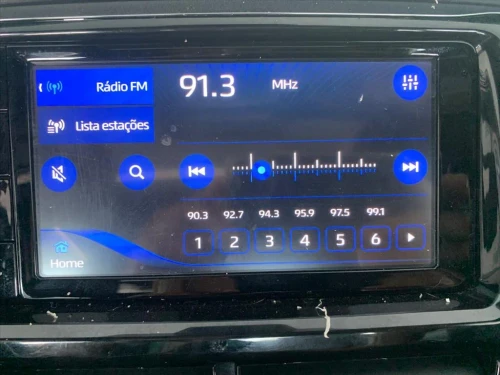 Rádio FM
91.3 MHz
Lista estações
90.3 92.7 94.3 95.9 97.5 99.1
1 2 3 4 5 6
Home